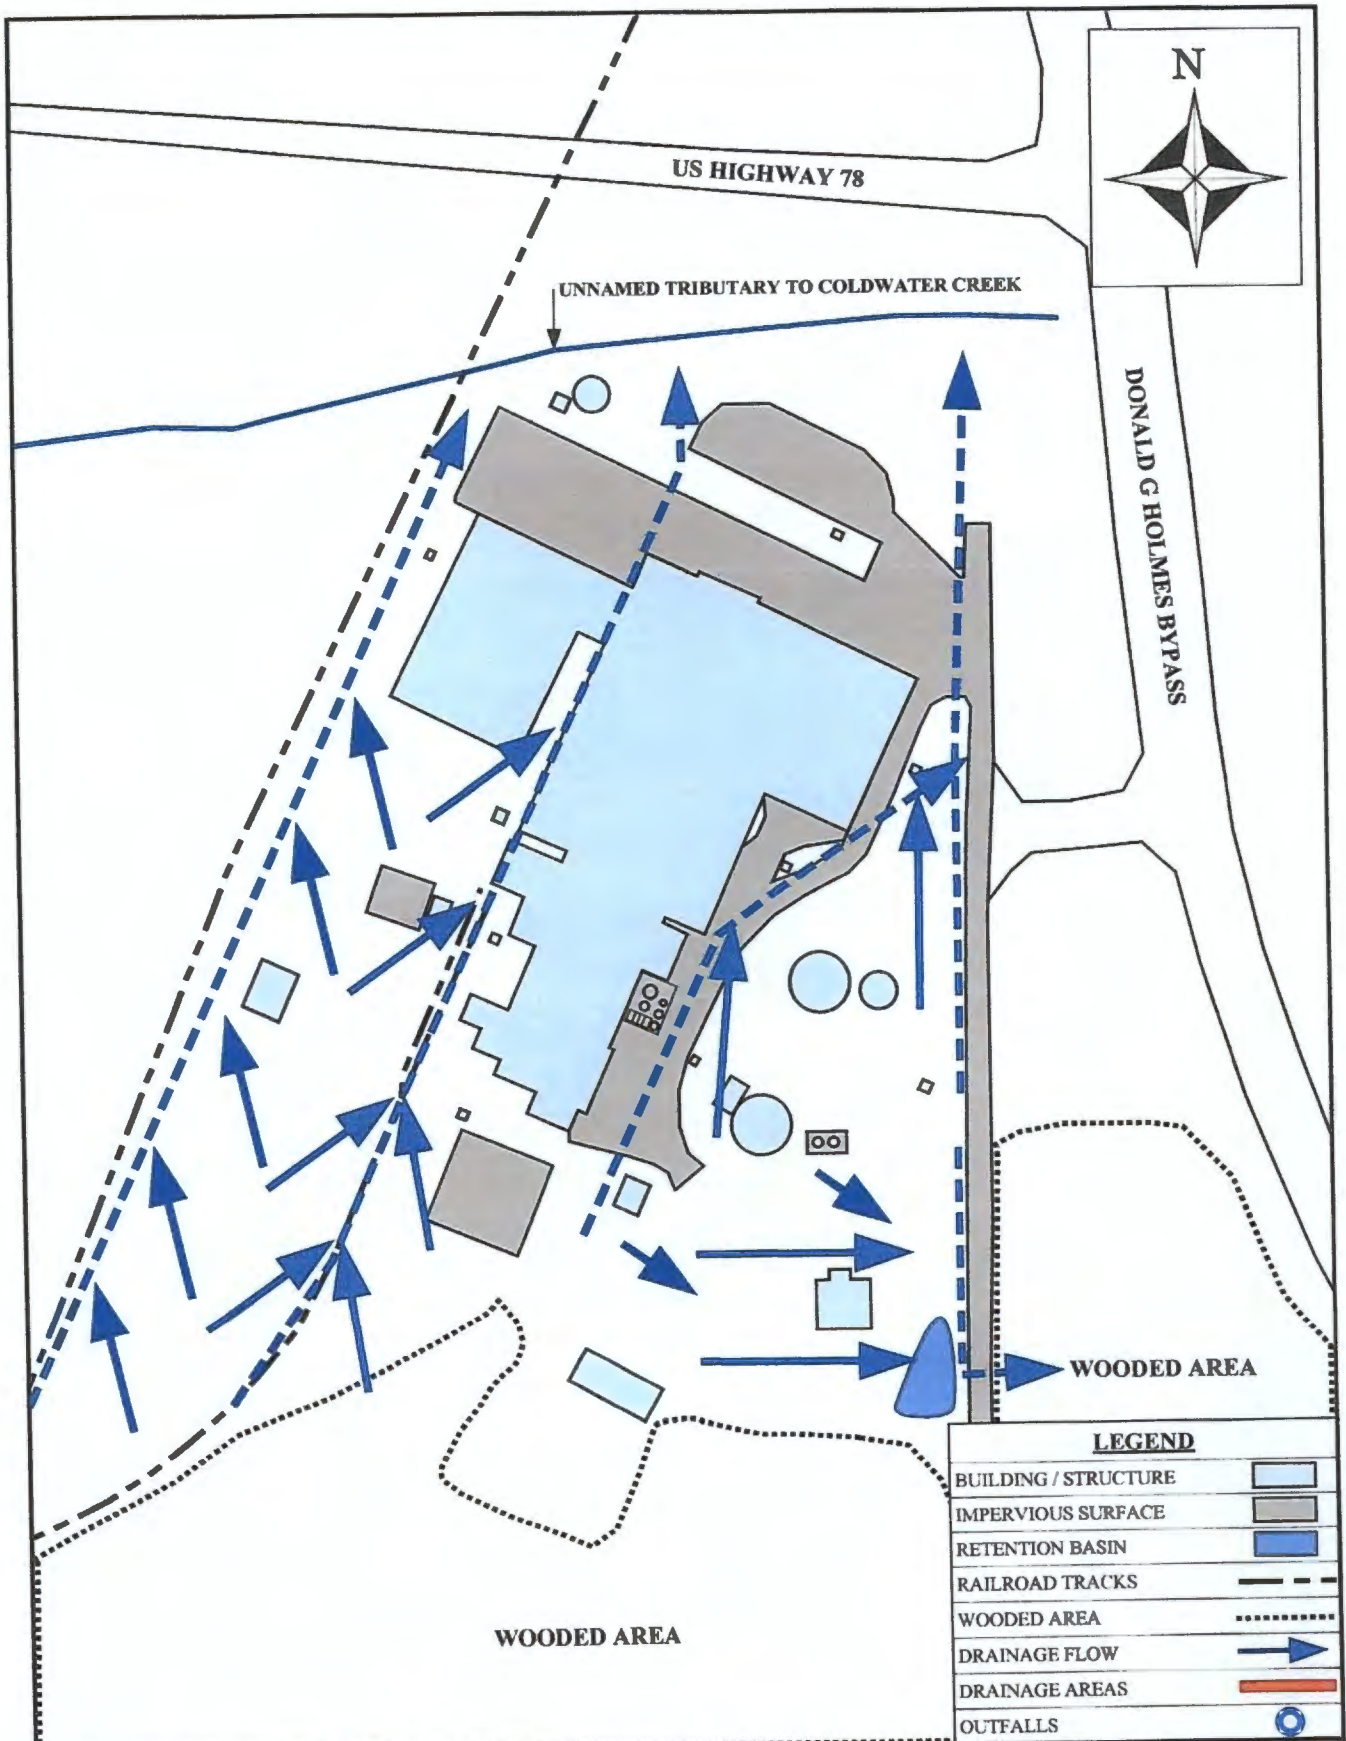 N
US HIGHWAY 78
UNNAMED TRIBUTARY TO COLDWATER CREEK
DONALD G HOLMES BYPASS
WOODED AREA
WOODED AREA
LEGEND
BUILDING / STRUCTURE
IMPERVIOUS SURFACE
RETENTION BASIN
RAILROAD TRACKS
WOODED AREA
DRAINAGE FLOW
DRAINAGE AREAS
OUTFALLS